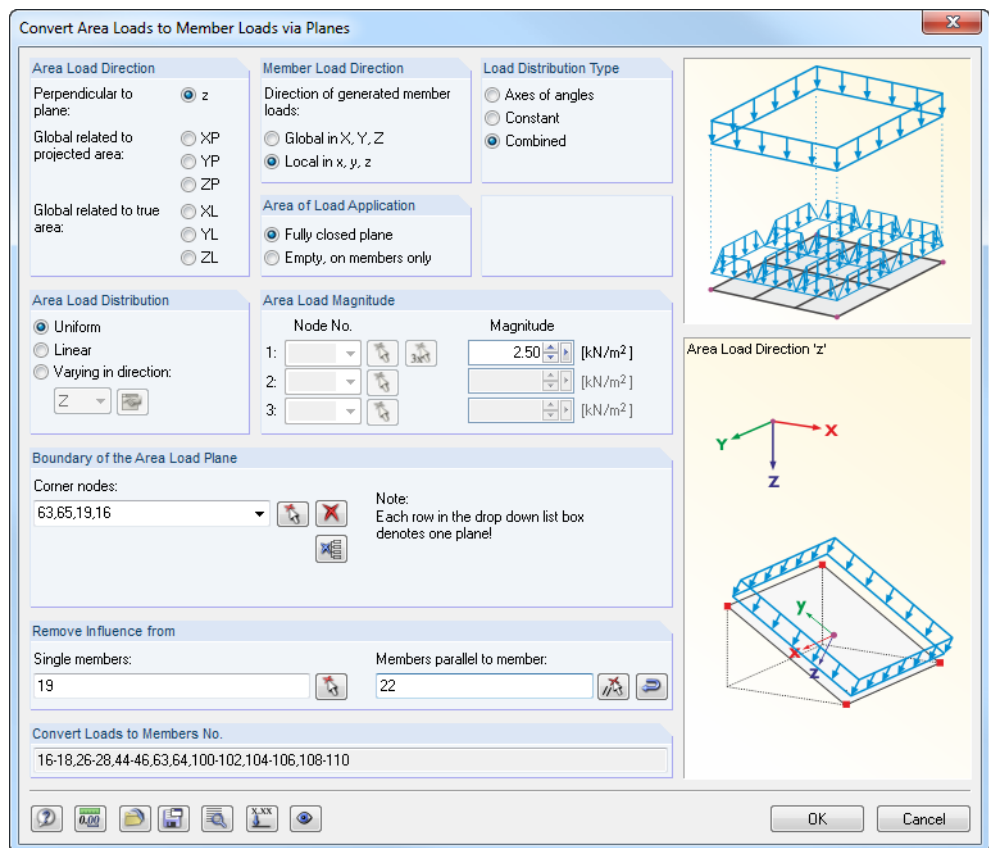 Convert Area Loads to Member Loads via Planes
Area Load Direction
Perpendicular to plane:
z
Global related to projected area:
XP
YP
ZP
Global related to true area:
XL
YL
ZL
Member Load Direction
Direction of generated member loads:
Global in X, Y, Z
Local in x, y, z
Load Distribution Type
Axes of angles
Constant
Combined
Area of Load Application
Fully closed plane
Empty, on members only
Area Load Distribution
Uniform
Linear
Varying in direction:
Z
Area Load Magnitude
Node No.
Magnitude
1:
3x
2.50
[kN/m²]
2:
[kN/m²]
3:
[kN/m²]
Area Load Direction 'z'
X
Y
Z
y
x
z
Boundary of the Area Load Plane
Corner nodes:
63,65,19,16
Note:
Each row in the drop down list box
denotes one plane!
Remove Influence from
Single members:
19
Members parallel to member:
22
Convert Loads to Members No.
16-18,26-28,44-46,63,64,100-102,104-106,108-110
0.00
X.XX
OK
Cancel